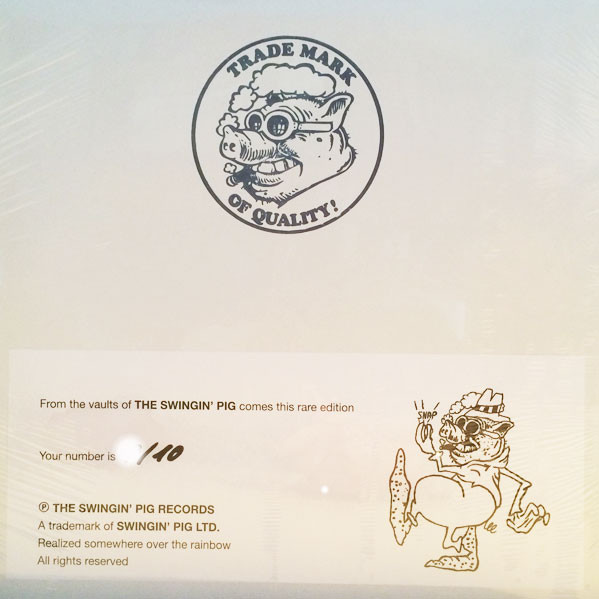 TRADE MARK
OF QUALITY!
From the vaults of THE SWINGIN' PIG comes this rare edition
SNAP
Your number is /10
℗ THE SWINGIN' PIG RECORDS
A trademark of SWINGIN' PIG LTD.
Realized somewhere over the rainbow
All rights reserved